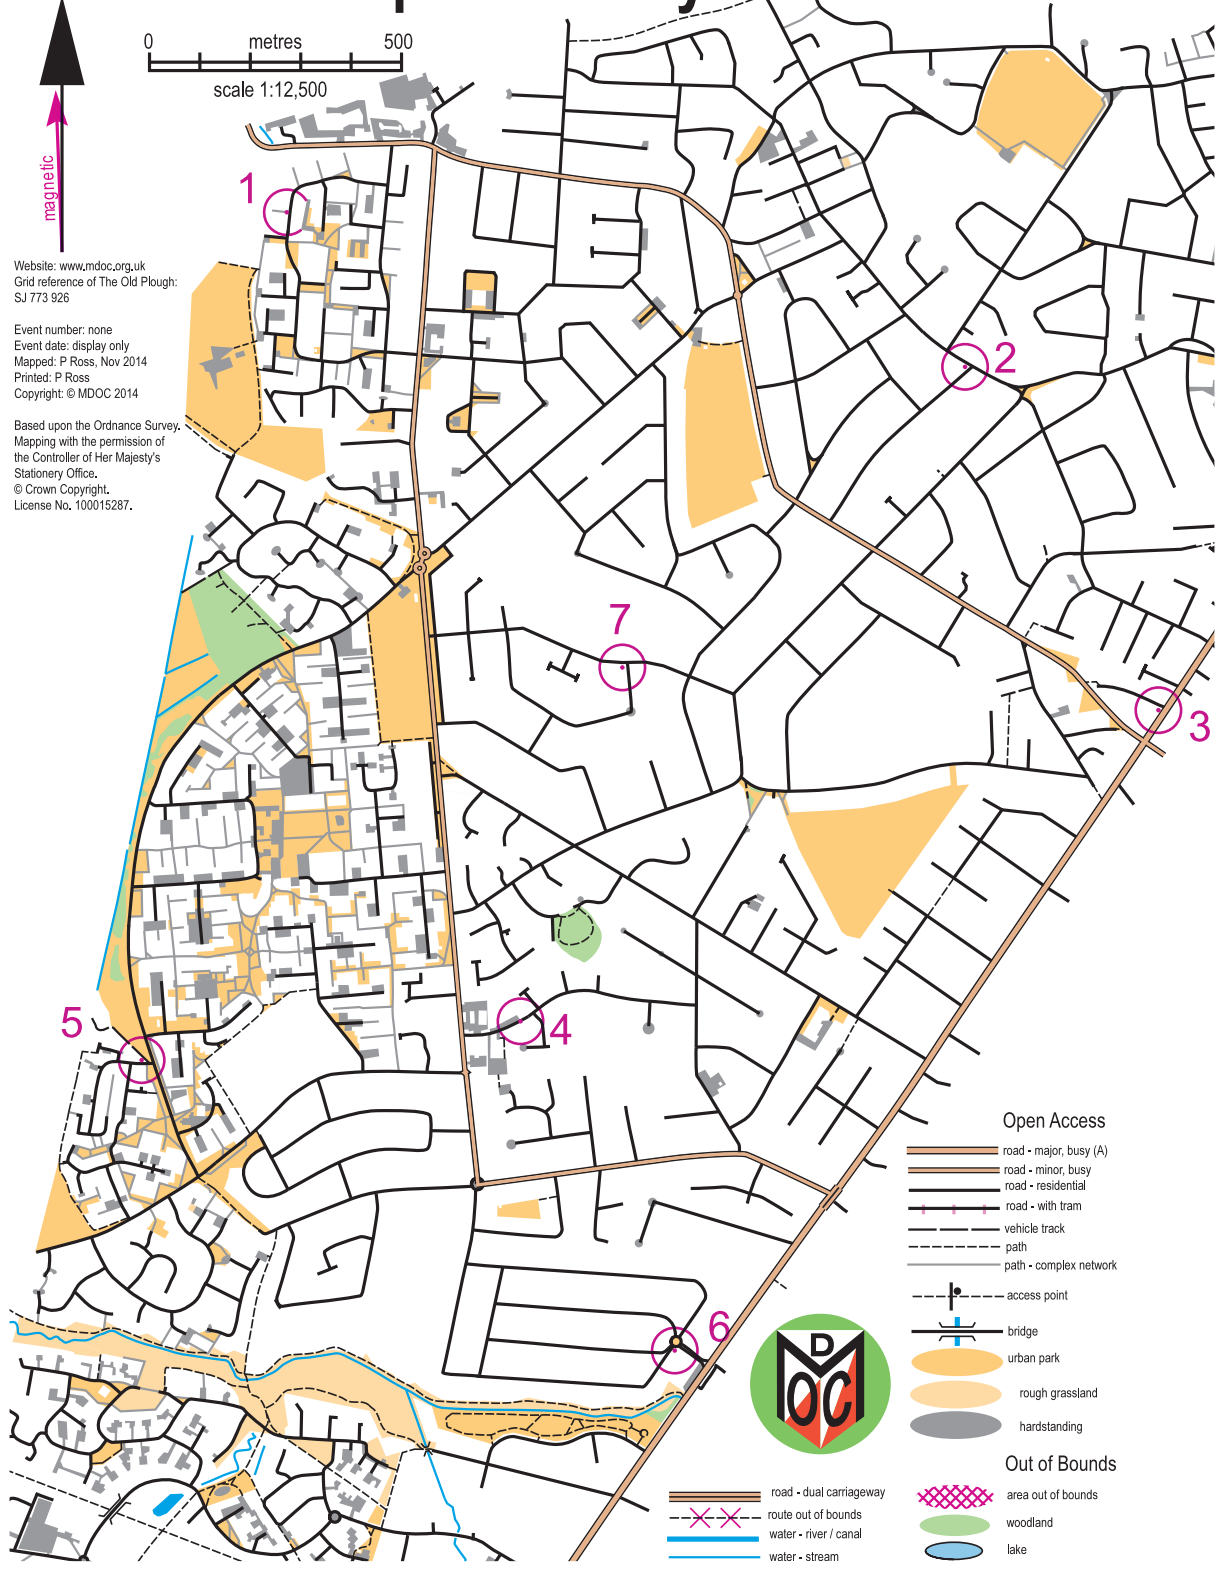 0 metres 500
scale 1:12,500
magnetic
1
Website: www.mdoc.org.uk
Grid reference of The Old Plough:
SJ 773 926
Event number: none
Event date: display only
Mapped: P Ross, Nov 2014
Printed: P Ross
Copyright: © MDOC 2014
Based upon the Ordnance Survey.
Mapping with the permission of
the Controller of Her Majesty's
Stationery Office.
© Crown Copyright.
License No. 100015287.
2
7
3
4
5
6
D
M
OC
Open Access
road - major, busy (A)
road - minor, busy
road - residential
road - with tram
vehicle track
path
path - complex network
access point
bridge
urban park
rough grassland
hardstanding
Out of Bounds
area out of bounds
woodland
lake
road - dual carriageway
route out of bounds
water - river / canal
water - stream